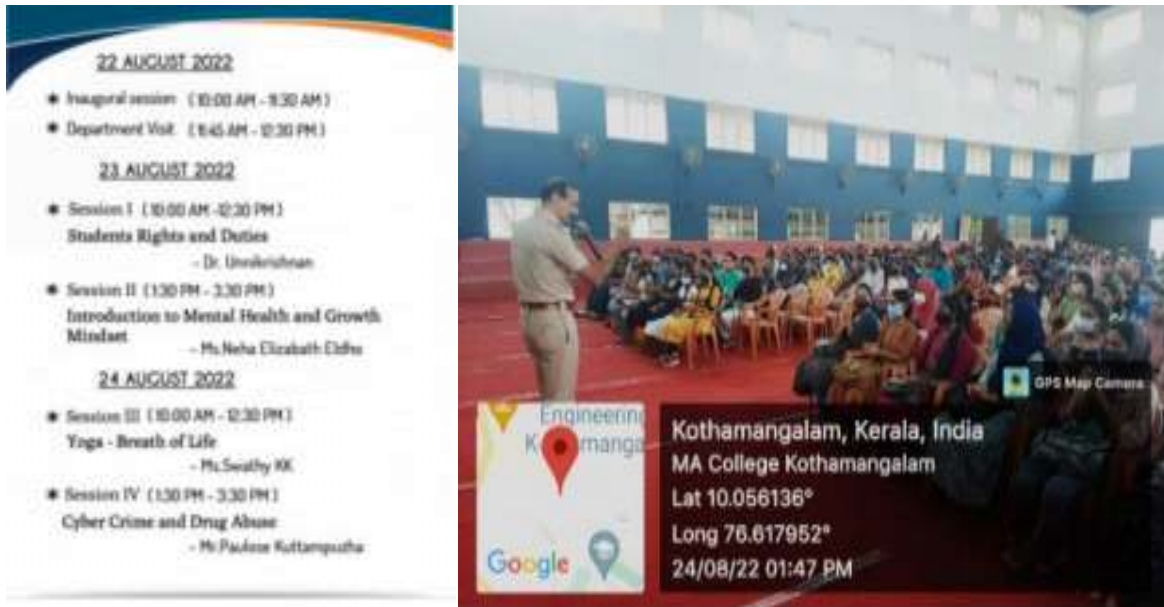 22 AUGUST 2022
✱ Inaugural session (10:00 AM - 11:30 AM)
✱ Department Visit (11:45 AM - 12:30 PM)
23 AUGUST 2022
✱ Session I (10:00 AM -12:30 PM)
Students Rights and Duties
- Dr. Unnikrishnan
✱ Session II (1:30 PM - 3:30 PM)
Introduction to Mental Health and Growth
Mindset
- Ms.Neha Elizabath Eldho
24 AUGUST 2022
✱ Session III (10:00 AM - 12:30 PM)
Yoga - Breath of Life
- Ms.Swathy KK
✱ Session IV (1:30 PM - 3:30 PM)
Cyber Crime and Drug Abuse
- Mr.Paulose Kuttampuzha
GPS Map Camera
Engineering
Google
Kothamangalam, Kerala, India
MA College Kothamangalam
Lat 10.056136°
Long 76.617952°
24/08/22 01:47 PM